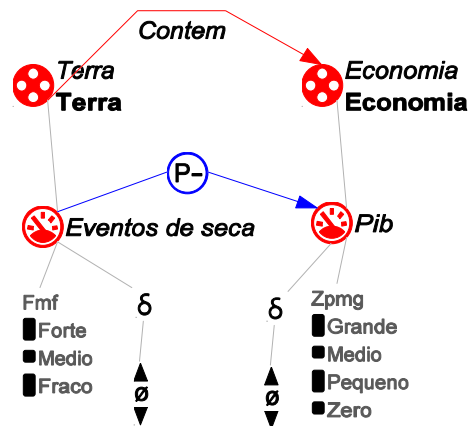 Contem
Terra
Terra
Economia
Economia
P-
Eventos de seca
Pib
Fmf
Forte
Medio
Fraco
δ
ø
δ
ø
Zpmg
Grande
Medio
Pequeno
Zero